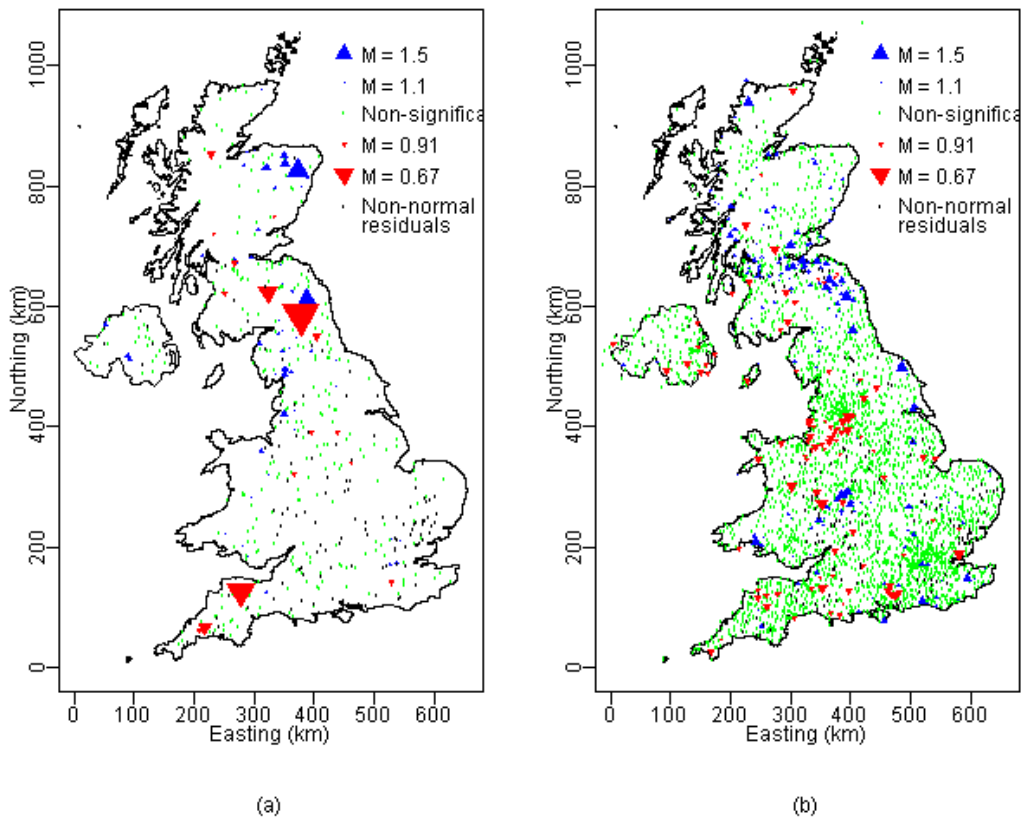 M = 1.5
M = 1.1
Non-significa
M = 0.91
M = 0.67
Non-normal
residuals
Northing (km)
0
200
400
600
800
1000
0 100 200 300 400 500 600
Easting (km)
(a)
M = 1.5
M = 1.1
Non-significa
M = 0.91
M = 0.67
Non-normal
residuals
Northing (km)
0
200
400
600
800
1000
0 100 200 300 400 500 600
Easting (km)
(b)